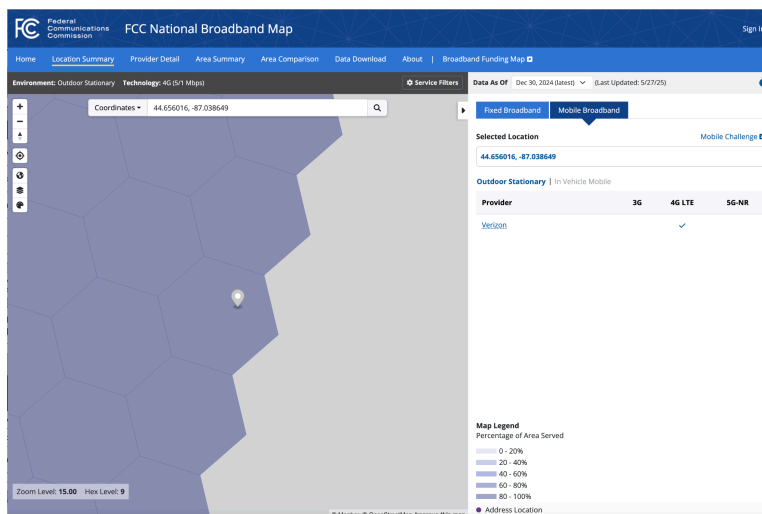 Federal
Communications
Commission
FCC National Broadband Map
Home Location Summary Provider Detail Area Summary Area Comparison Data Download About | Broadband Funding Map
Environment: Outdoor Stationary Technology: 4G (5/1 Mbps)
Service Filters
Data As Of Dec 30, 2024 (latest) (Last Updated: 5/27/25)
Coordinates 44.656016, -87.038649
Fixed Broadband Mobile Broadband
Selected Location Mobile Challenge
44.656016, -87.038649
Outdoor Stationary | In Vehicle Mobile
Provider 3G 4G LTE 5G-NR
Verizon
Map Legend
Percentage of Area Served
0 - 20%
20 - 40%
40 - 60%
60 - 80%
80 - 100%
Address Location
Zoom Level: 15.00 Hex Level: 9